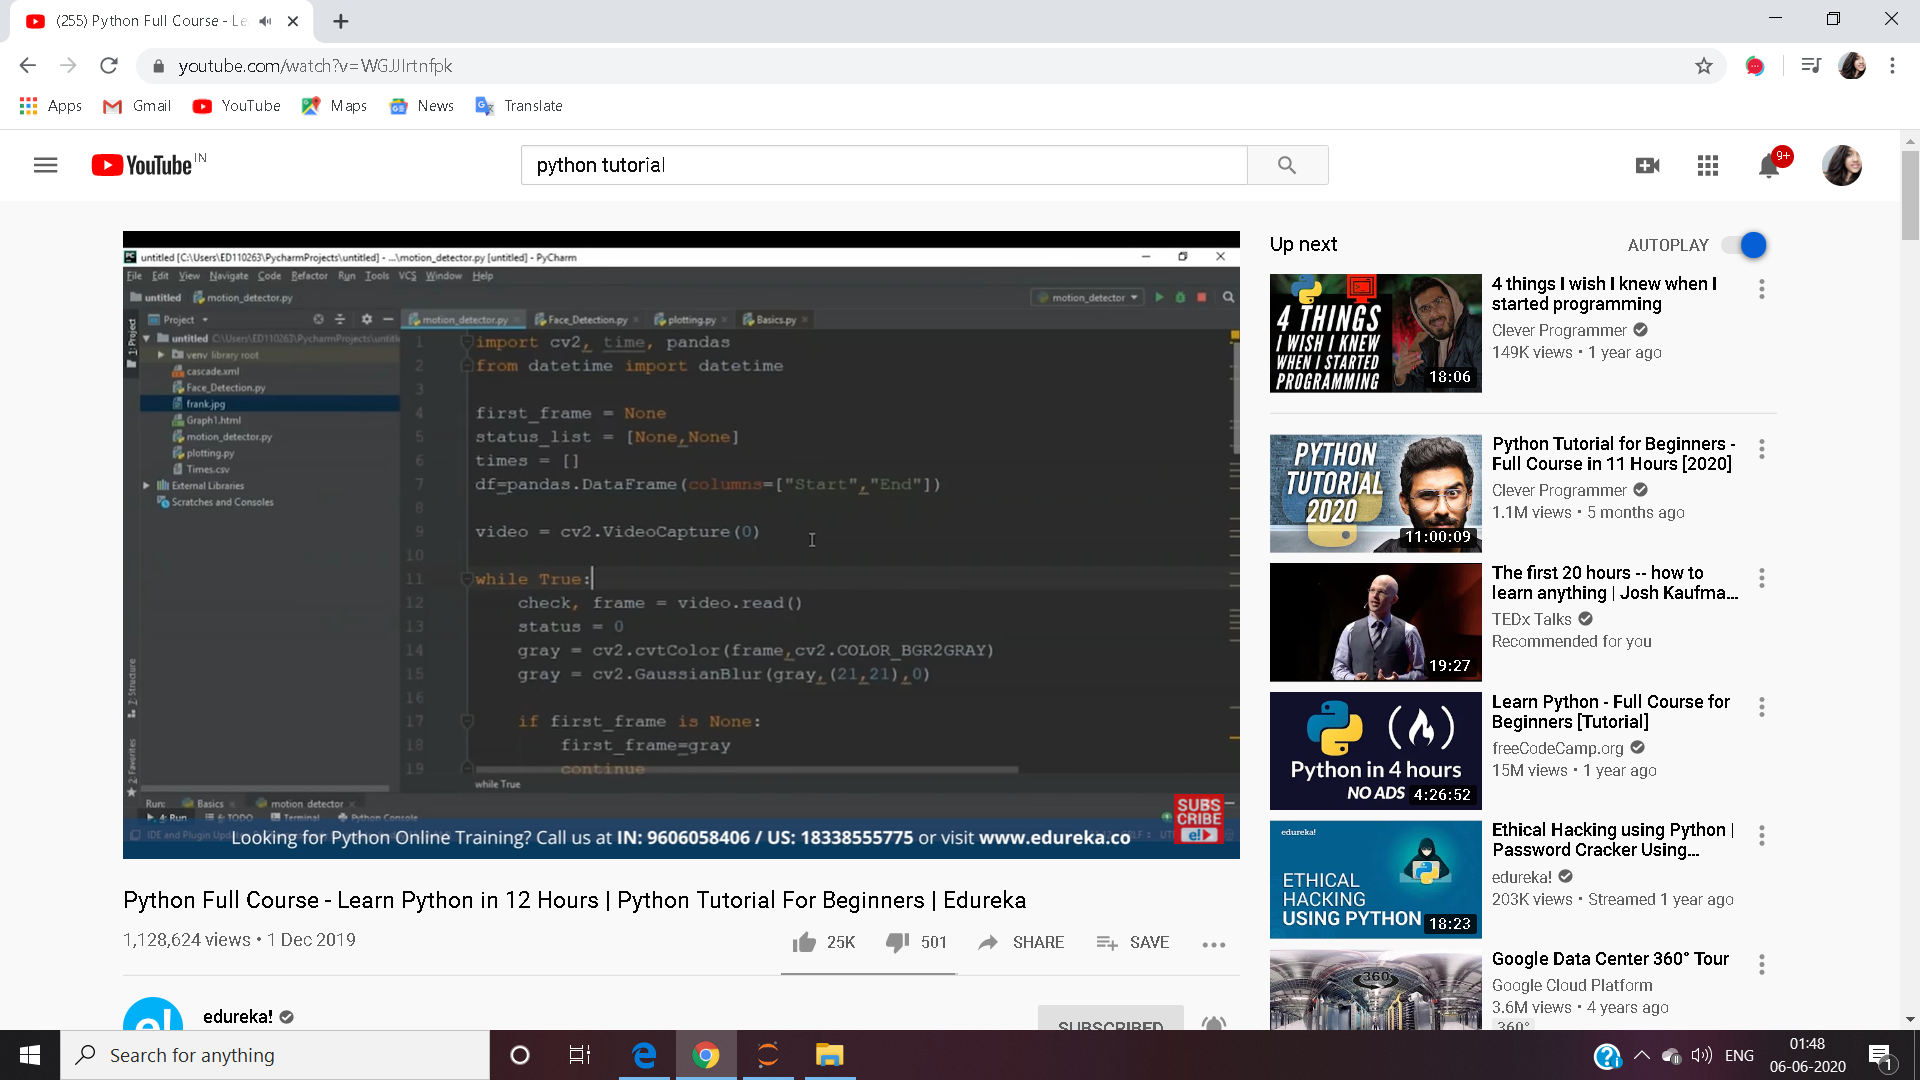 (255) Python Full Course - Le
youtube.com/watch?v=WGJJIrtnfpk
Apps Gmail YouTube Maps News Translate
YouTube IN
python tutorial
9+
untitled [C:\Users\ED110263\PycharmProjects\untitled] - ...\motion_detector.py [untitled] - PyCharm
File Edit View Navigate Code Refactor Run Tools VCS Window Help
untitled motion_detector.py
motion_detector
Project
motion_detector.py Face_Detection.py plotting.py Basics.py
1: Project
untitled C:\Users\ED110263\PycharmProjects\untitle
venv library root
cascade.xml
Face_Detection.py
frank.jpg
Graph1.html
motion_detector.py
plotting.py
Times.csv
External Libraries
Scratches and Consoles
Z: Structure
2: Favorites
1 import cv2, time, pandas
2 from datetime import datetime
3
4 first_frame = None
5 status_list = [None,None]
6 times = []
7 df=pandas.DataFrame(columns=["Start","End"])
8
9 video = cv2.VideoCapture(0)
10
11 while True:
12 check, frame = video.read()
13 status = 0
14 gray = cv2.cvtColor(frame,cv2.COLOR_BGR2GRAY)
15 gray = cv2.GaussianBlur(gray,(21,21),0)
16
17 if first_frame is None:
18 first_frame=gray
19 continue
while True
Run: Basics motion_detector
4: Run 6: TODO Terminal Python Console
IDE and Plugin
SUBS
CRIBE
e!
Looking for Python Online Training? Call us at IN: 9606058406 / US: 18338555775 or visit www.edureka.co
Python Full Course - Learn Python in 12 Hours | Python Tutorial For Beginners | Edureka
1,128,624 views • 1 Dec 2019
25K 501 SHARE SAVE
e!
edureka!
SUBSCRIBED
Up next
AUTOPLAY
4 THINGS
I WISH I KNEW
WHEN I STARTED
PROGRAMMING
18:06
4 things I wish I knew when I
started programming
Clever Programmer
149K views • 1 year ago
PYTHON
TUTORIAL
2020
11:00:09
Python Tutorial for Beginners -
Full Course in 11 Hours [2020]
Clever Programmer
1.1M views • 5 months ago
19:27
The first 20 hours -- how to
learn anything | Josh Kaufma...
TEDx Talks
Recommended for you
Python in 4 hours
NO ADS 4:26:52
Learn Python - Full Course for
Beginners [Tutorial]
freeCodeCamp.org
15M views • 1 year ago
edureka!
ETHICAL
HACKING
USING PYTHON
18:23
Ethical Hacking using Python |
Password Cracker Using...
edureka!
203K views • Streamed 1 year ago
360°
Google Data Center 360° Tour
Google Cloud Platform
3.6M views • 4 years ago
360°
Search for anything
ENG
01:48
06-06-2020
1